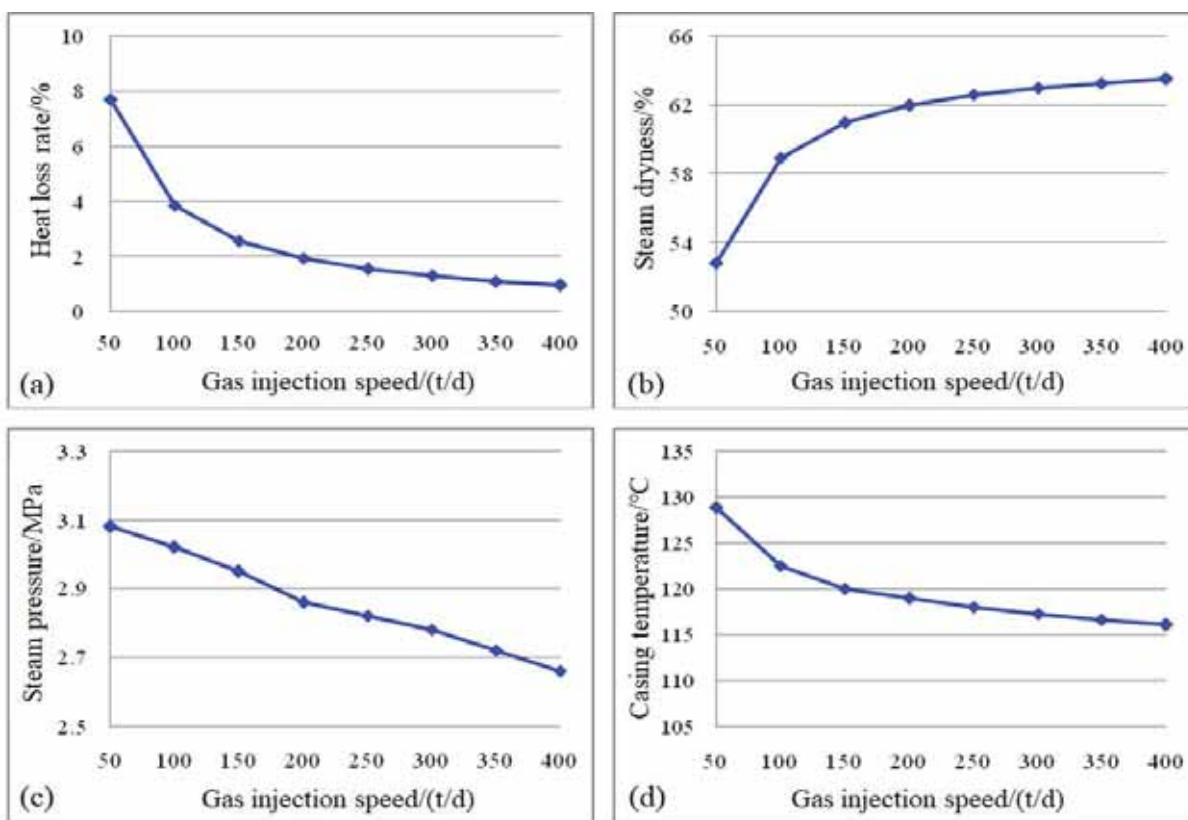 10
8
6
4
2
0
Heat loss rate/%
50 100 150 200 250 300 350 400
(a) Gas injection speed/(t/d)
66
62
58
54
50
Steam dryness/%
50 100 150 200 250 300 350 400
(b) Gas injection speed/(t/d)
3.3
3.1
2.9
2.7
2.5
Steam pressure/MPa
50 100 150 200 250 300 350 400
(c) Gas injection speed/(t/d)
135
130
125
120
115
110
105
Casing temperature/°C
50 100 150 200 250 300 350 400
(d) Gas injection speed/(t/d)